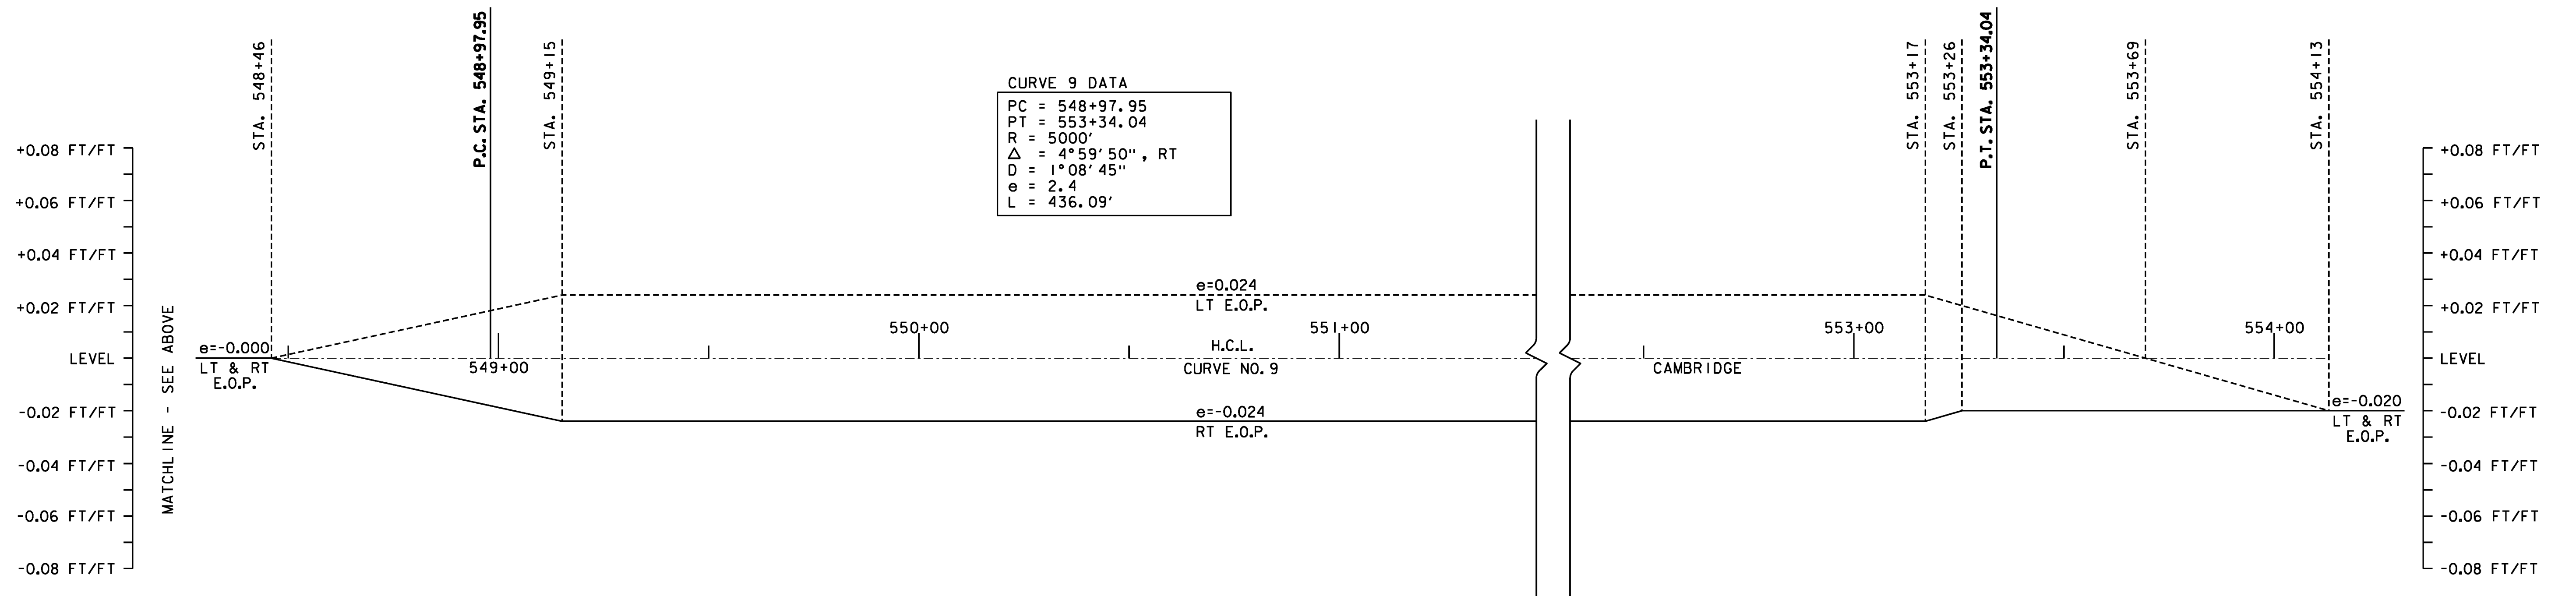 STA. 548+46
P.C. STA. 548+97.95
STA. 549+15
STA. 553+17
STA. 553+26
P.T. STA. 553+34.04
STA. 553+69
STA. 554+13
CURVE 9 DATA
PC = 548+97.95
PT = 553+34.04
R = 5000'
△ = 4°59'50", RT
D = 1°08'45"
e = 2.4
L = 436.09'
+0.08 FT/FT
+0.06 FT/FT
+0.04 FT/FT
+0.02 FT/FT
LEVEL
-0.02 FT/FT
-0.04 FT/FT
-0.06 FT/FT
-0.08 FT/FT
MATCHLINE - SEE ABOVE
e=-0.000
LT & RT
E.O.P.
549+00
550+00
551+00
e=0.024
LT E.O.P.
H.C.L.
CURVE NO. 9
e=-0.024
RT E.O.P.
553+00
554+00
CAMBRIDGE
e=-0.020
LT & RT
E.O.P.
+0.08 FT/FT
+0.06 FT/FT
+0.04 FT/FT
+0.02 FT/FT
LEVEL
-0.02 FT/FT
-0.04 FT/FT
-0.06 FT/FT
-0.08 FT/FT